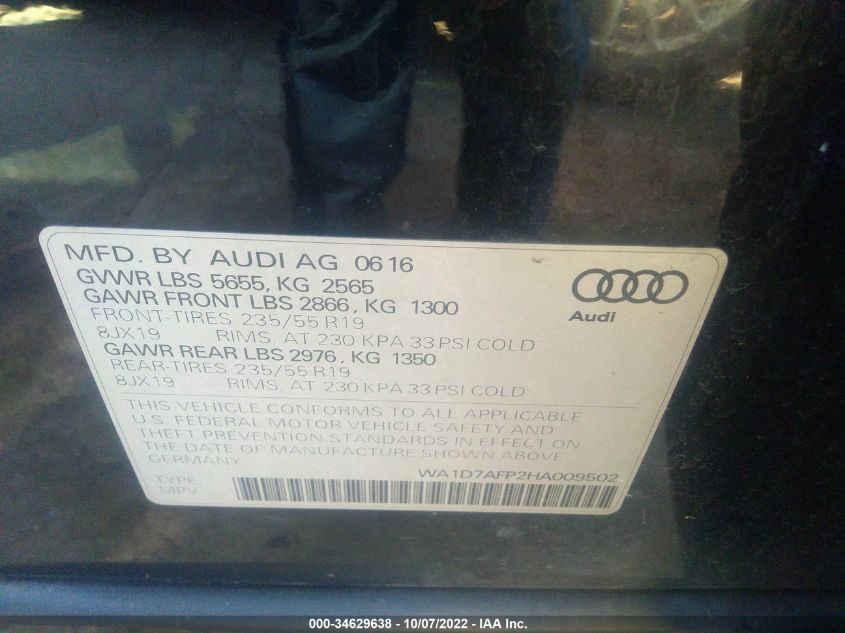 MFD. BY AUDI AG 0616
GVWR LBS 5655, KG 2565
GAWR FRONT LBS 2866, KG 1300
FRONT-TIRES 235/55 R19
8JX19 RIMS, AT 230 KPA 33 PSI COLD
GAWR REAR LBS 2976, KG 1350
REAR-TIRES 235/55 R19
8JX19 RIMS, AT 230 KPA 33 PSI COLD
Audi
THIS VEHICLE CONFORMS TO ALL APPLICABLE
U.S. FEDERAL MOTOR VEHICLE SAFETY AND
THEFT PREVENTION STANDARDS IN EFFECT ON
THE DATE OF MANUFACTURE SHOWN ABOVE
GERMANY
WA1D7AFP2HA009502
TYPE
MPV
000-34629638 - 10/07/2022 - IAA Inc.